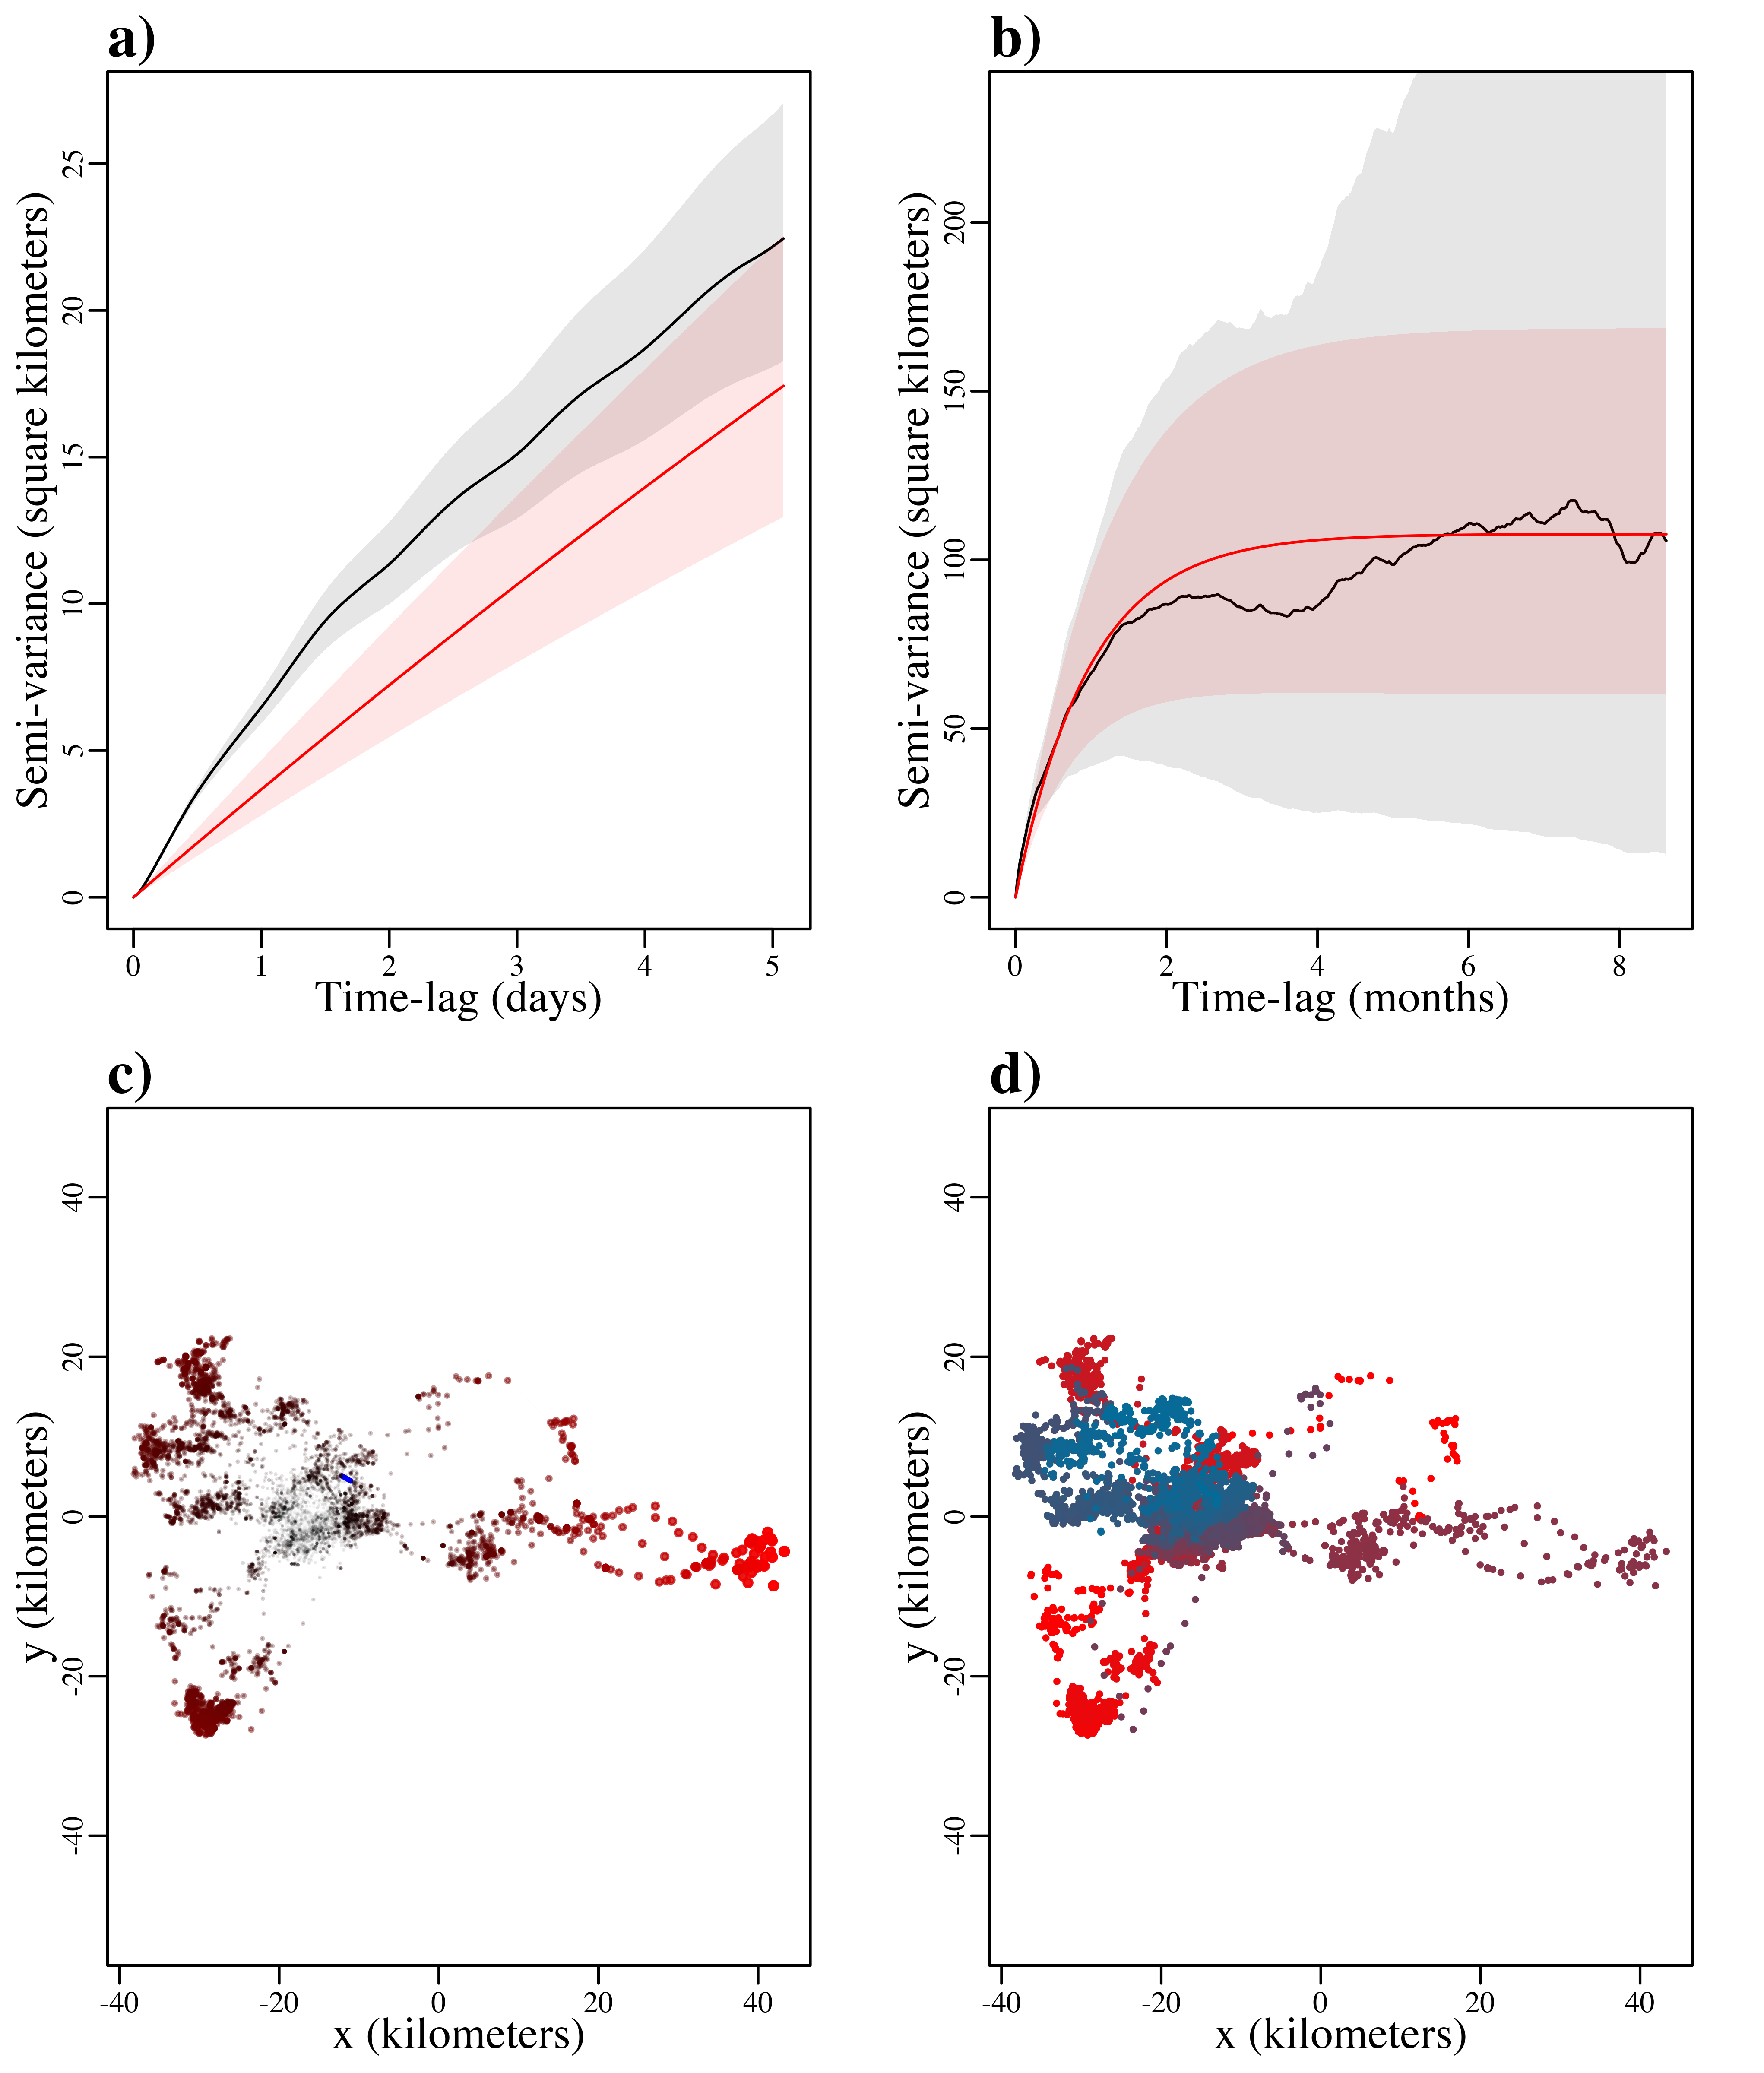 a)
Semi-variance (square kilometers)
0 5 10 15 20 25
0 1 2 3 4 5
Time-lag (days)
b)
Semi-variance (square kilometers)
0 50 100 150 200
0 2 4 6 8
Time-lag (months)
c)
y (kilometers)
-40 -20 0 20 40
-40 -20 0 20 40
x (kilometers)
d)
y (kilometers)
-40 -20 0 20 40
-40 -20 0 20 40
x (kilometers)